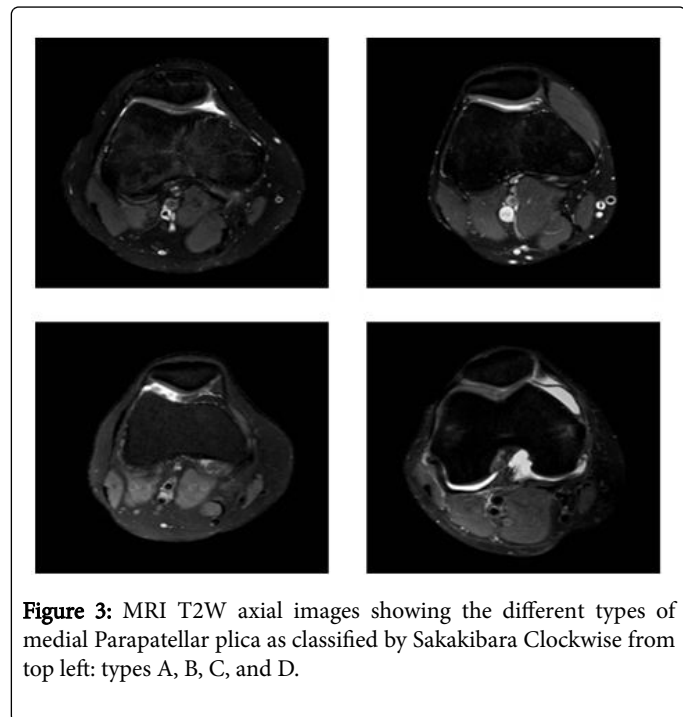 Figure 3: MRI T2W axial images showing the different types of
medial Parapatellar plica as classified by Sakakibara Clockwise from
top left: types A, B, C, and D.